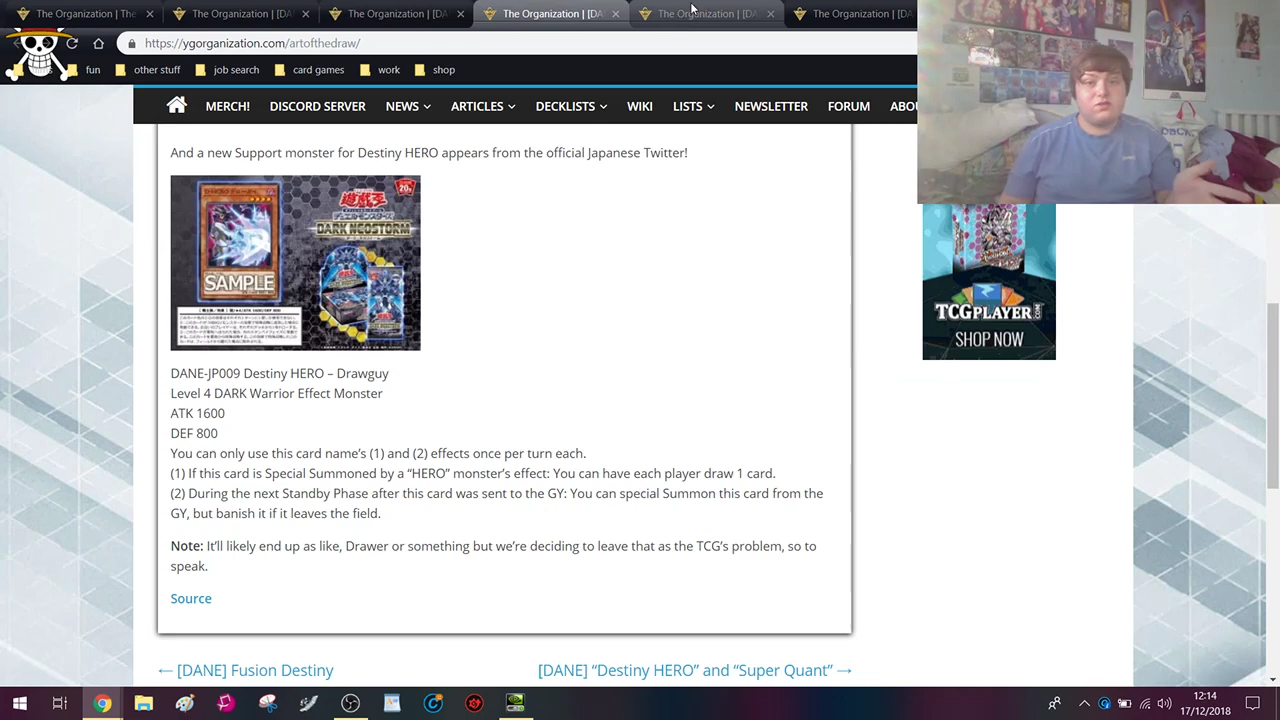 The Organization | The
The Organization | [DAN
The Organization | [DAN
The Organization | [DA
The Organization | [DAN
The Organization | [DAN
https://ygorganization.com/artofthedraw/
fun
other stuff
job search
card games
work
shop
MERCH!
DISCORD SERVER
NEWS
ARTICLES
DECKLISTS
WIKI
LISTS
NEWSLETTER
FORUM
ABOU
And a new Support monster for Destiny HERO appears from the official Japanese Twitter!
遊戯王
DARK NEOSTORM
SAMPLE
DANE-JP009 Destiny HERO – Drawguy
Level 4 DARK Warrior Effect Monster
ATK 1600
DEF 800
You can only use this card name's (1) and (2) effects once per turn each.
(1) If this card is Special Summoned by a “HERO” monster's effect: You can have each player draw 1 card.
(2) During the next Standby Phase after this card was sent to the GY: You can special Summon this card from the
GY, but banish it if it leaves the field.
Note: It'll likely end up as like, Drawer or something but we're deciding to leave that as the TCG's problem, so to
speak.
Source
TCGPLAYER
SHOP NOW
← [DANE] Fusion Destiny
[DANE] “Destiny HERO” and “Super Quant” →
12:14
17/12/2018